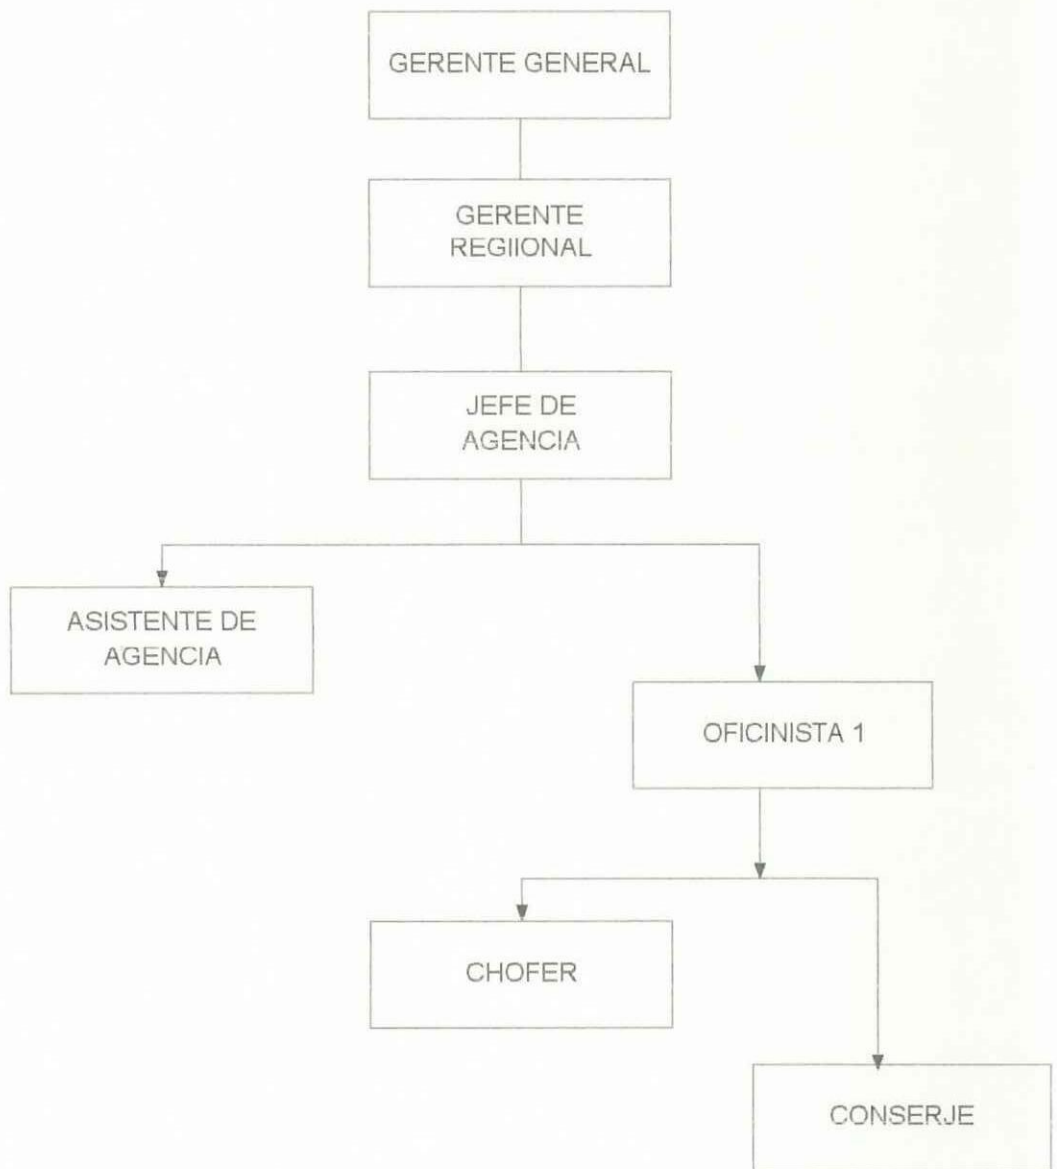 GERENTE GENERAL
GERENTE
REGIIONAL
JEFE DE
AGENCIA
ASISTENTE DE
AGENCIA
OFICINISTA 1
CHOFER
CONSERJE